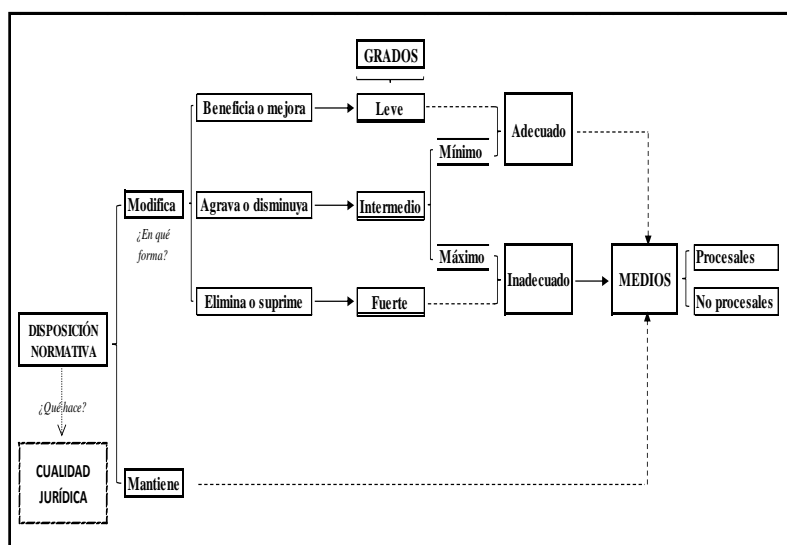 GRADOS
Beneficia o mejora
Leve
Adecuado
Mínimo
Modifica
Agrava o disminuya
Intermedio
¿En qué
forma?
Máximo
Procesales
Inadecuado
MEDIOS
Elimina o suprime
Fuerte
No procesales
DISPOSICIÓN
NORMATIVA
¿Qué hace?
CUALIDAD
JURÍDICA
Mantiene